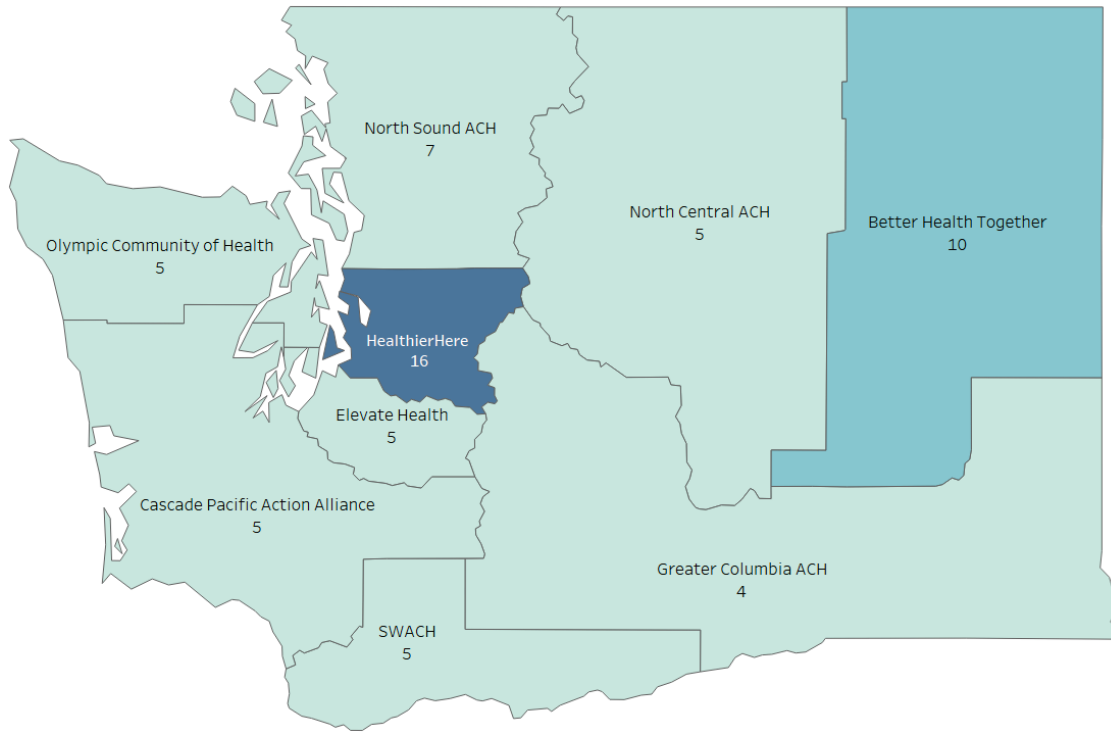 North Sound ACH
7
North Central ACH
5
Better Health Together
10
Olympic Community of Health
5
HealthierHere
16
Elevate Health
5
Cascade Pacific Action Alliance
5
Greater Columbia ACH
4
SWACH
5